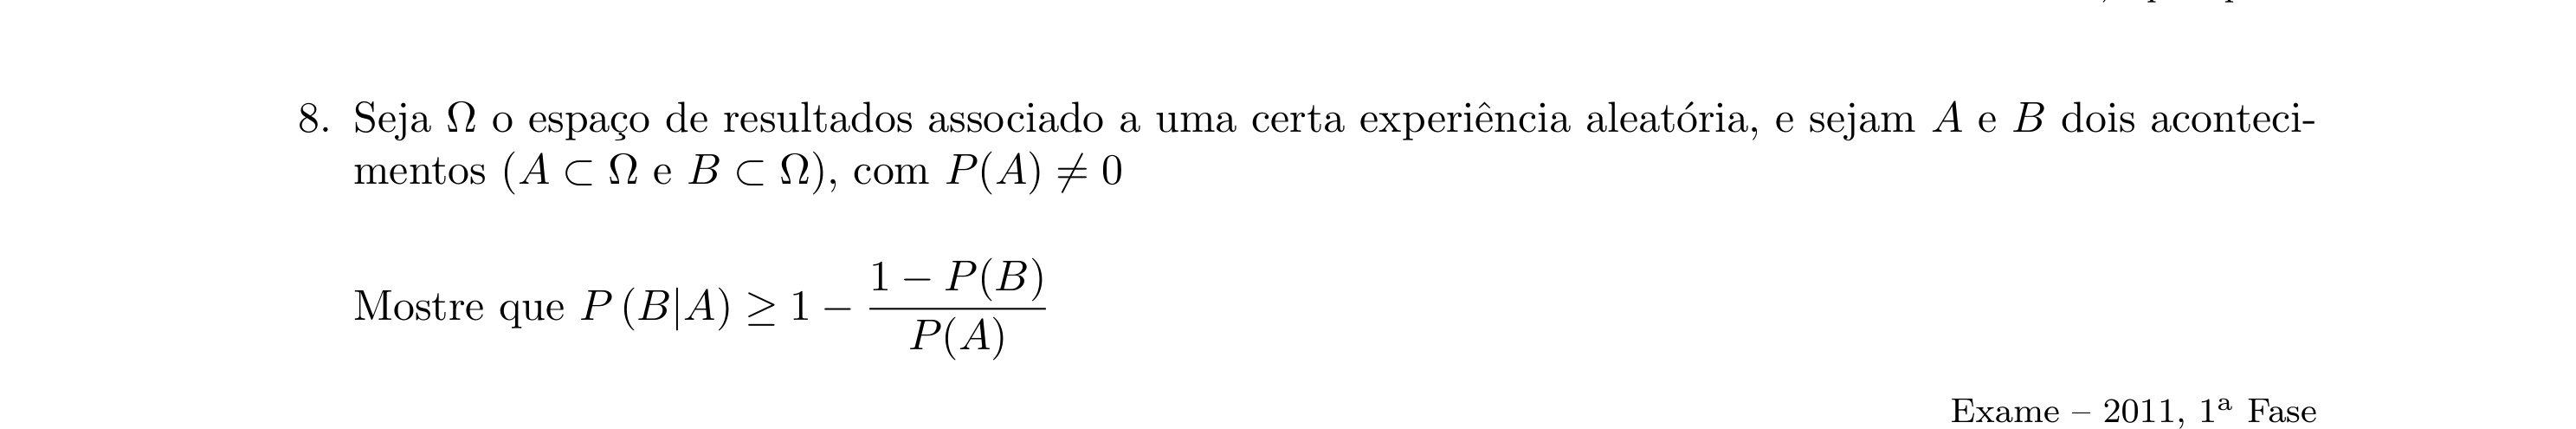 8. Seja Ω o espaço de resultados associado a uma certa experiência aleatória, e sejam A e B dois aconteci-
mentos (A ⊂ Ω e B ⊂ Ω), com P(A) ≠ 0
Mostre que P (B|A) ≥ 1 − \frac{1 − P(B)}{P(A)}
Exame – 2011, 1ª Fase